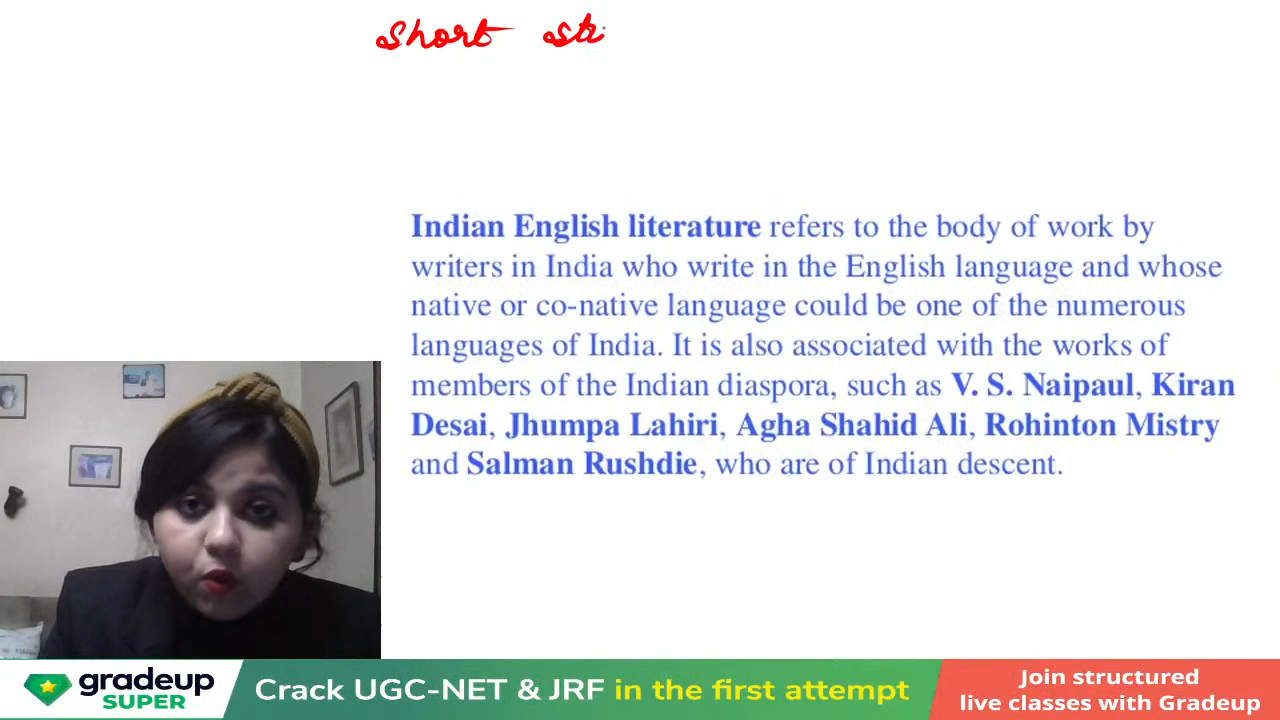 short
Indian English literature refers to the body of work by
writers in India who write in the English language and whose
native or co-native language could be one of the numerous
languages of India. It is also associated with the works of
members of the Indian diaspora, such as V. S. Naipaul, Kiran
Desai, Jhumpa Lahiri, Agha Shahid Ali, Rohinton Mistry
and Salman Rushdie, who are of Indian descent.
gradeup
SUPER
Crack UGC-NET & JRF in the first attempt
Join structured
live classes with Gradeup